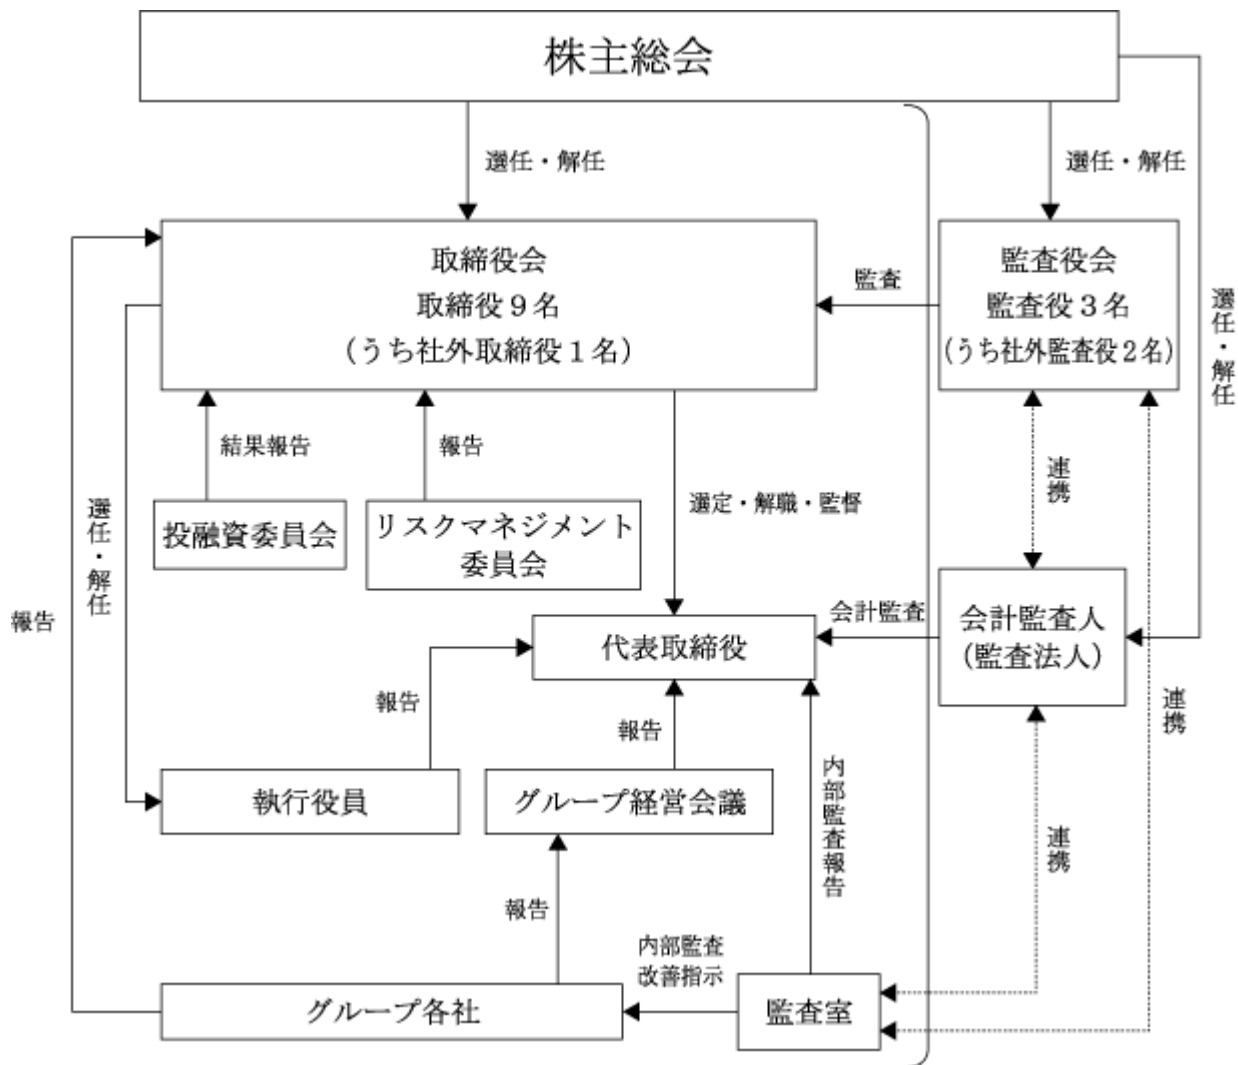 株主総会
選任・解任
選任・解任
選任・解任
取締役会
取締役９名
（うち社外取締役１名）
監査
監査役会
監査役３名
（うち社外監査役２名）
結果報告
報告
選定・解職・監督
連携
投融資委員会
リスクマネジメント
委員会
選任・解任
報告
代表取締役
会計監査
会計監査人
（監査法人）
報告
報告
内部監査報告
連携
執行役員
グループ経営会議
連携
報告
内部監査
改善指示
グループ各社
監査室